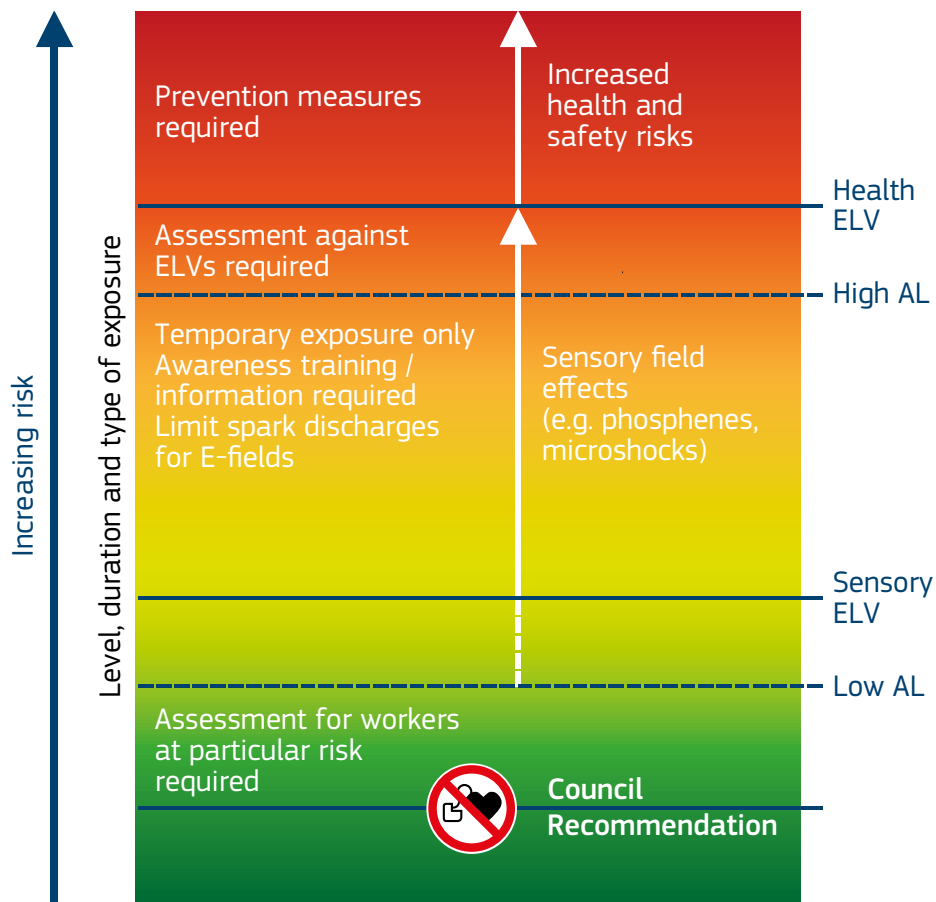 Increasing risk
Level, duration and type of exposure
Prevention measures
required
Increased
health and
safety risks
Health
ELV
Assessment against
ELVs required
High AL
Temporary exposure only
Awareness training /
information required
Limit spark discharges
for E-fields
Sensory field
effects
(e.g. phosphenes,
microshocks)
Sensory
ELV
Low AL
Assessment for workers
at particular risk
required
Council
Recommendation